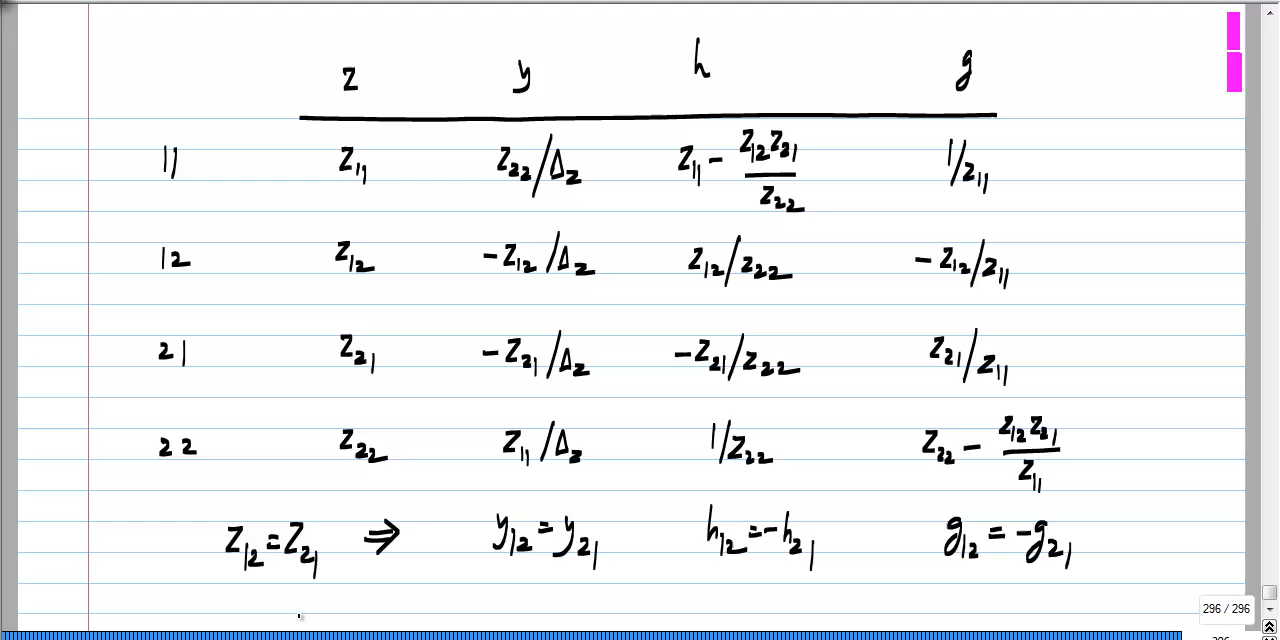 z y h g
11 z₁₁ z₂₂/Δz z₁₁ - z₁₂z₂₁/z₂₂ 1/z₁₁
12 z₁₂ -z₁₂/Δz z₁₂/z₂₂ -z₁₂/z₁₁
21 z₂₁ -z₂₁/Δz -z₂₁/z₂₂ z₂₁/z₁₁
22 z₂₂ z₁₁/Δz 1/z₂₂ z₂₂ - z₁₂z₂₁/z₁₁
z₁₂ = z₂₁ ⇒ y₁₂ = y₂₁ h₁₂ = -h₂₁ g₁₂ = -g₂₁
296 / 296